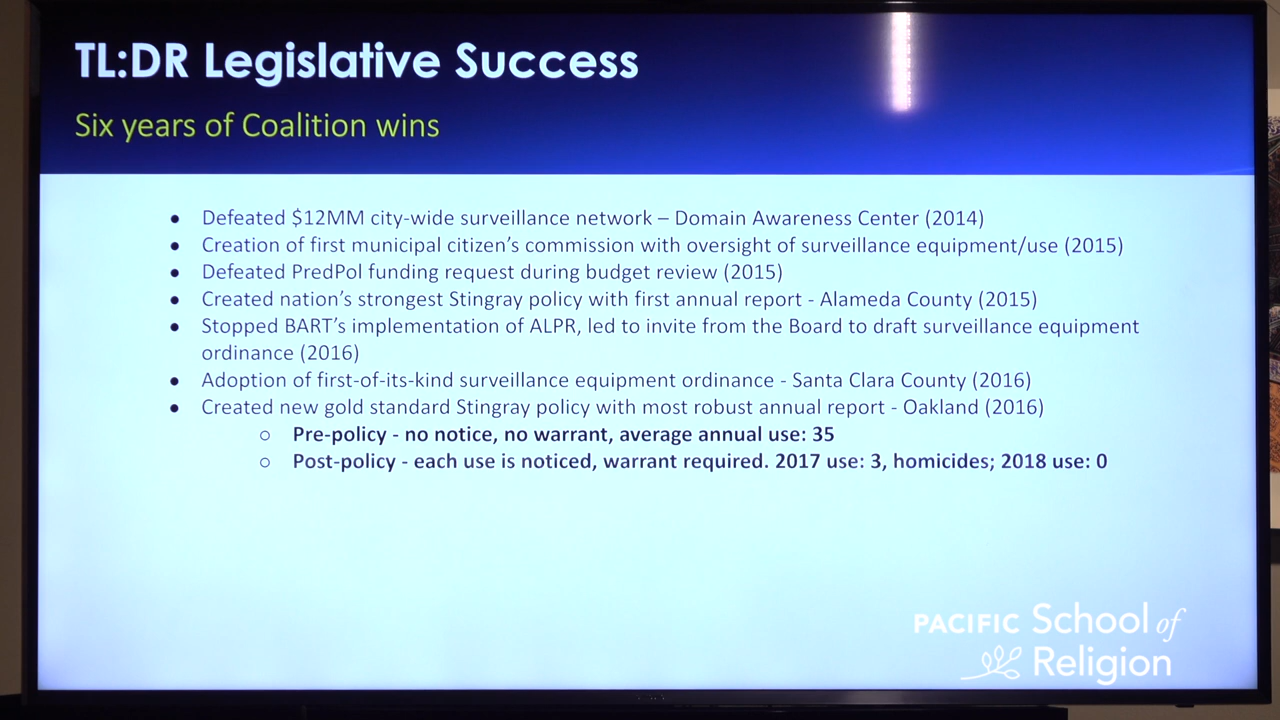 TL:DR Legislative Success
Six years of Coalition wins
● Defeated $12MM city-wide surveillance network – Domain Awareness Center (2014)
● Creation of first municipal citizen’s commission with oversight of surveillance equipment/use (2015)
● Defeated PredPol funding request during budget review (2015)
● Created nation’s strongest Stingray policy with first annual report - Alameda County (2015)
● Stopped BART’s implementation of ALPR, led to invite from the Board to draft surveillance equipment
ordinance (2016)
● Adoption of first-of-its-kind surveillance equipment ordinance - Santa Clara County (2016)
● Created new gold standard Stingray policy with most robust annual report - Oakland (2016)
○ Pre-policy - no notice, no warrant, average annual use: 35
○ Post-policy - each use is noticed, warrant required. 2017 use: 3, homicides; 2018 use: 0
PACIFIC School of
Religion